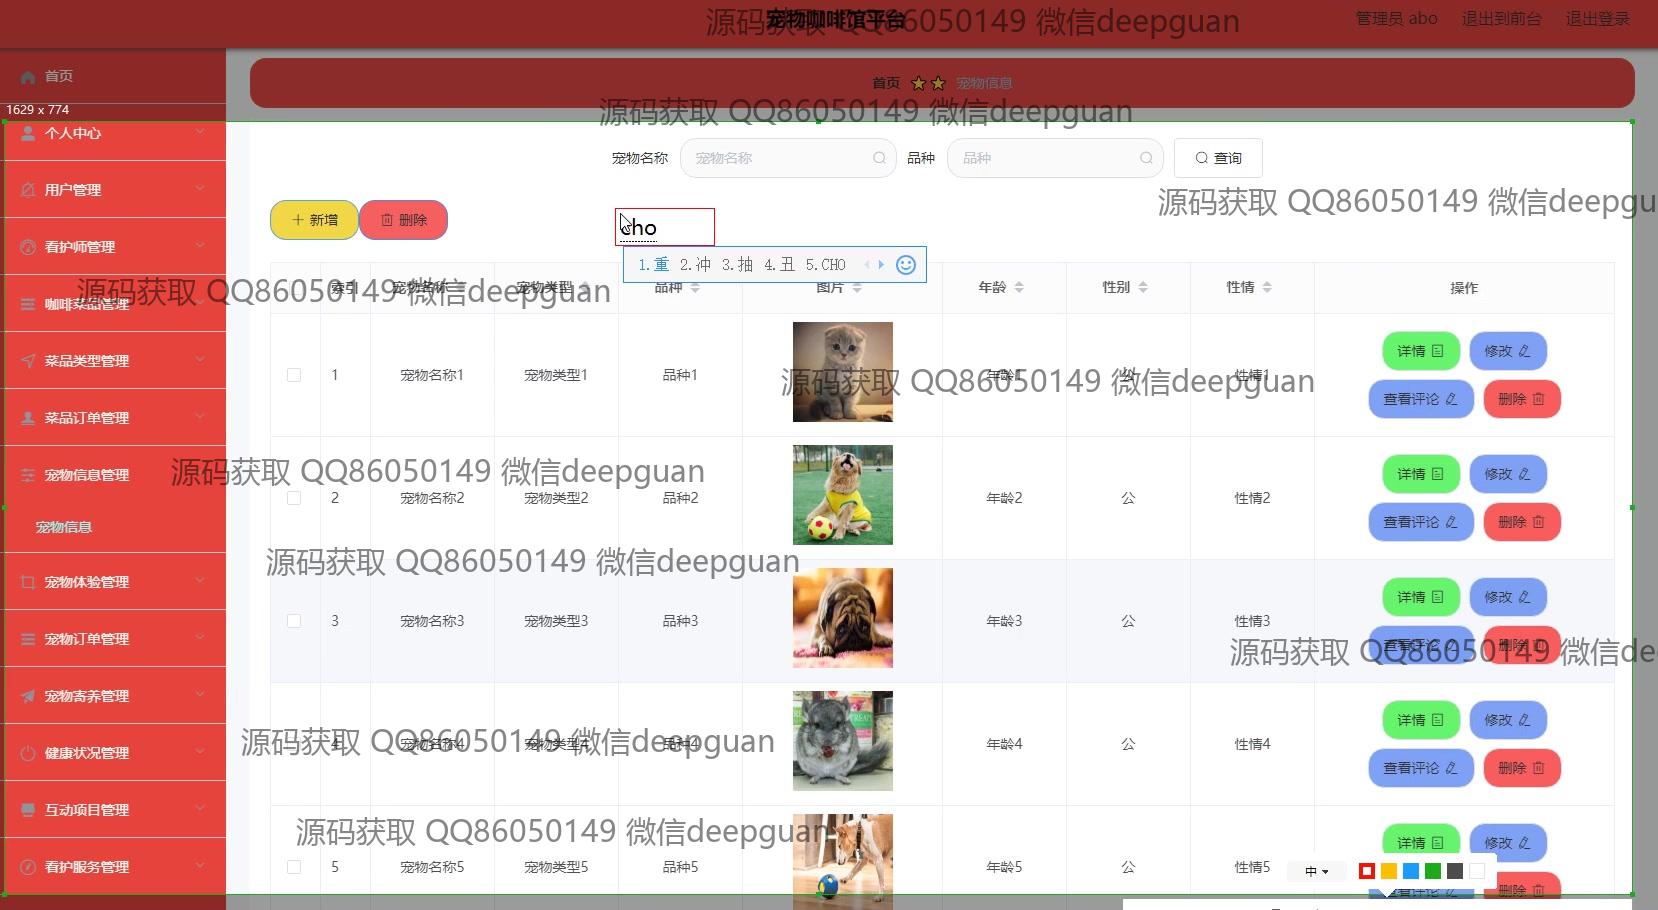 宠物咖啡馆平台
源码获取 QQ86050149 微信deepguan
管理员 abo 退出到前台 退出登录
首页
首页 宠物信息
1629 x 774
源码获取 QQ86050149 微信deepguan
个人中心
宠物名称 宠物名称 品种 品种 查询
用户管理
源码获取 QQ86050149 微信deepgu
新增 删除
cho
看护师管理
1.重 2.冲 3.抽 4.丑 5.CHO
索引 宠物名称 宠物类型 品种 图片 年龄 性别 性情 操作
源码获取 QQ86050149 微信deepguan
咖啡菜品管理
菜品类型管理
1 宠物名称1 宠物类型1 品种1 年龄1 公 性情1 详情 修改
查看评论 删除
源码获取 QQ86050149 微信deepguan
菜品订单管理
宠物信息管理
源码获取 QQ86050149 微信deepguan
2 宠物名称2 宠物类型2 品种2 年龄2 公 性情2 详情 修改
查看评论 删除
宠物信息
源码获取 QQ86050149 微信deepguan
宠物体验管理
3 宠物名称3 宠物类型3 品种3 年龄3 公 性情3 详情 修改
查看评论 删除
宠物订单管理
源码获取 QQ86050149 微信deepgu
宠物寄养管理
4 宠物名称4 宠物类型4 品种4 年龄4 公 性情4 详情 修改
查看评论 删除
源码获取 QQ86050149 微信deepguan
健康状况管理
互动项目管理
源码获取 QQ86050149 微信deepguan
看护服务管理
5 宠物名称5 宠物类型5 品种5 年龄5 公 性情5 详情 修改
中
查看评论 删除